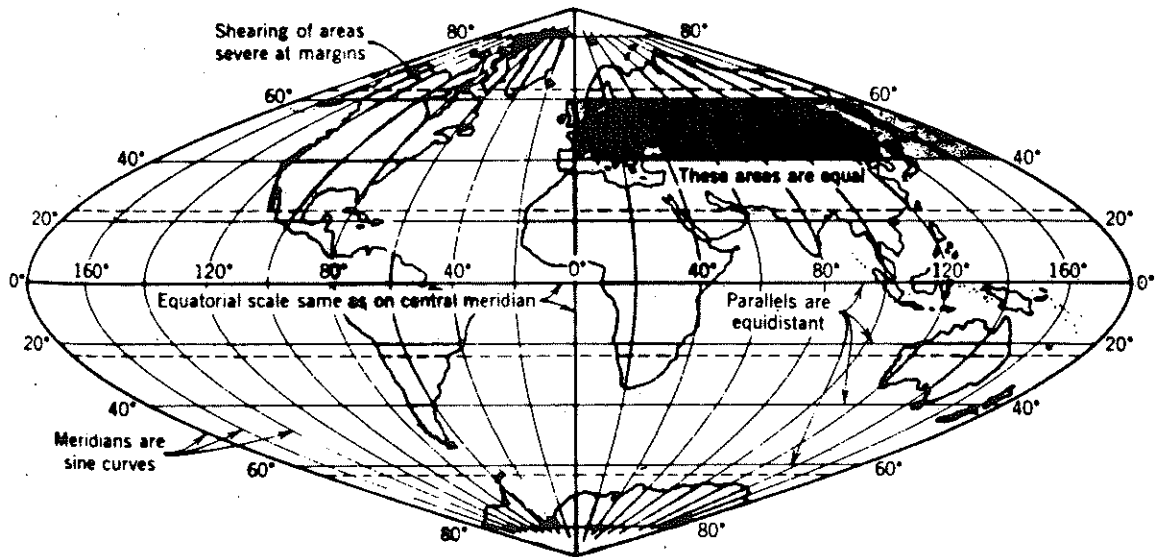 Shearing of areas
severe at margins
80° 80°
60° 60°
40° 40°
These areas are equal
20° 20°
0° 160° 120° 80° 40° 0° 40° 80° 120° 160° 0°
Equatorial scale same as on central meridian
Parallels are
equidistant
20° 20°
40° 40°
Meridians are
sine curves
60° 60°
80° 80°